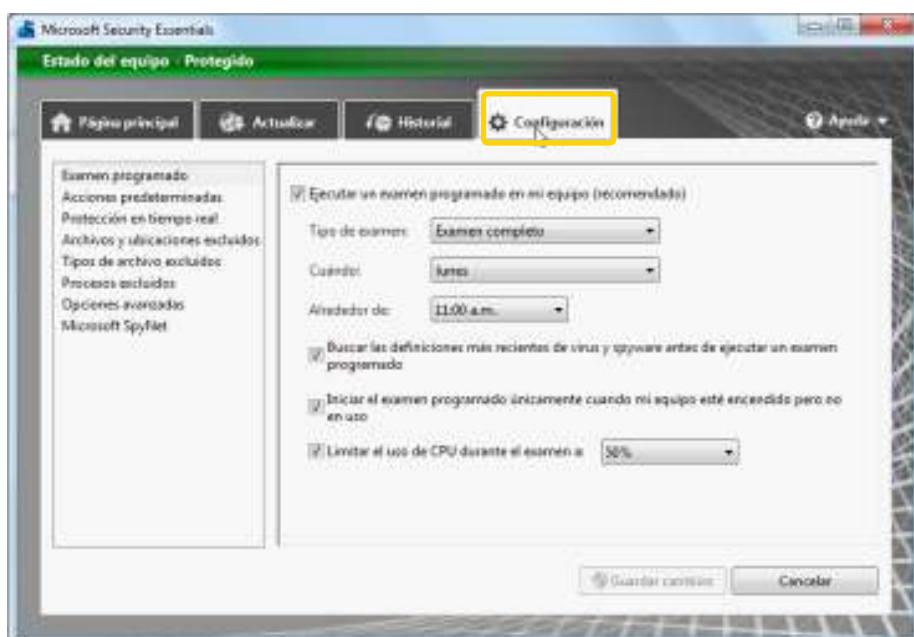 Microsoft Security Essentials
Estado del equipo - Protegido
Página principal
Actualizar
Historial
Configuración
Ayuda
Examen programado
Acciones predeterminadas
Protección en tiempo real
Archivos y ubicaciones excluidos
Tipos de archivo excluidos
Procesos excluidos
Opciones avanzadas
Microsoft SpyNet
Ejecutar un examen programado en mi equipo (recomendado)
Tipo de examen: Examen completo
Cuándo: lunes
Alrededor de: 11:00 a.m.
Buscar las definiciones más recientes de virus y spyware antes de ejecutar un examen
programado
Iniciar el examen programado únicamente cuando mi equipo esté encendido pero no
en uso
Limitar el uso de CPU durante el examen a: 50%
Guardar cambios
Cancelar